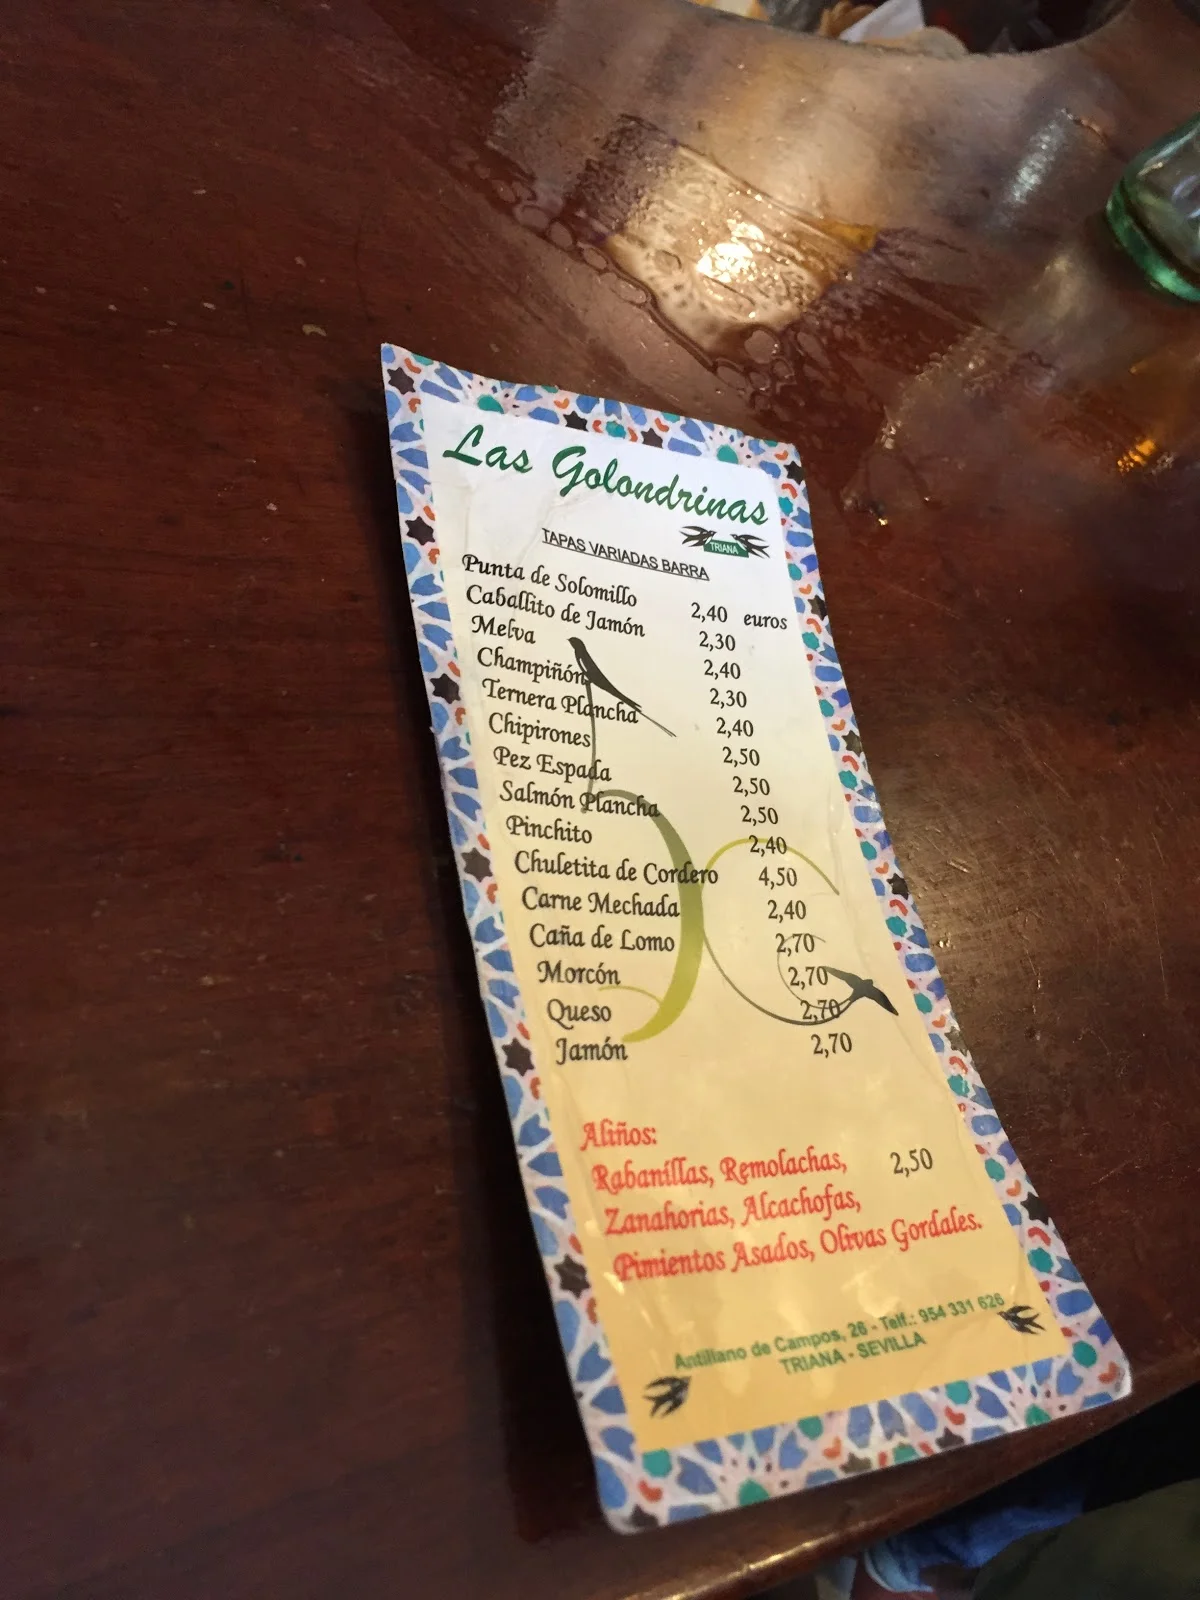 Las Golondrinas
TRIANA
TAPAS VARIADAS BARRA
Punta de Solomillo 2,40 euros
Caballito de Jamón 2,30
Melva 2,40
Champiñón 2,30
Ternera Plancha 2,40
Chipirones 2,50
Pez Espada 2,50
Salmón Plancha 2,50
Pinchito 2,40
Chuletita de Cordero 4,50
Carne Mechada 2,40
Caña de Lomo 2,70
Morcón 2,70
Queso 2,70
Jamón 2,70
Aliños:
Rabanillas, Remolachas, 2,50
Zanahorias, Alcachofas,
Pimientos Asados, Olivas Gordales.
Antillano de Campos, 26 - Telf.: 954 331 626
TRIANA - SEVILLA